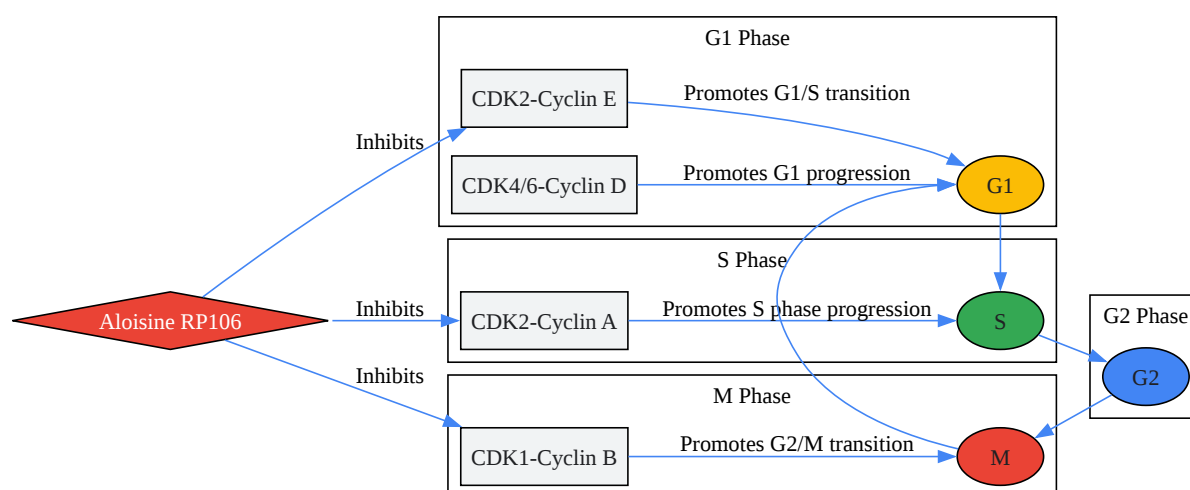 G1 Phase
CDK2-Cyclin E
Promotes G1/S transition
Inhibits
CDK4/6-Cyclin D
Promotes G1 progression
G1
S Phase
Aloisine RP106
Inhibits
CDK2-Cyclin A
Promotes S phase progression
S
G2 Phase
G2
Inhibits
M Phase
CDK1-Cyclin B
Promotes G2/M transition
M